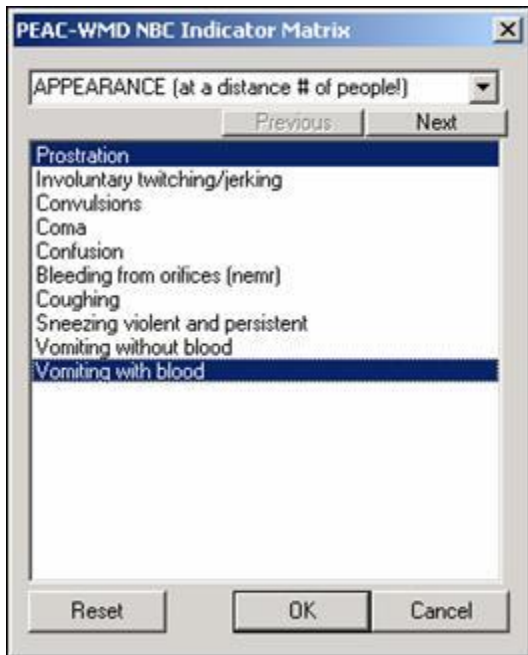 PEAC-WMD NBC Indicator Matrix
APPEARANCE (at a distance # of people!)
Previous Next
Prostration
Involuntary twitching/jerking
Convulsions
Coma
Confusion
Bleeding from orifices (nemr)
Coughing
Sneezing violent and persistent
Vomiting without blood
Vomiting with blood
Reset OK Cancel